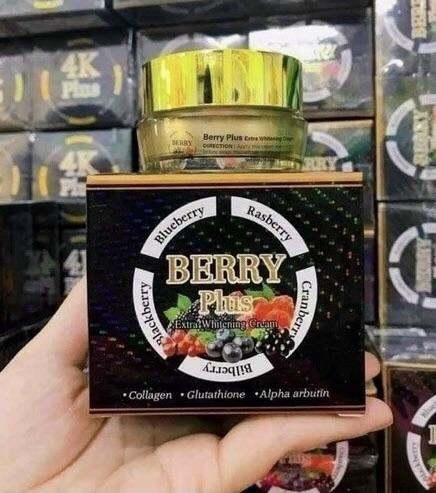 4K
Plus
4K
BERRY
Berry Plus Extra Whitening Cream
DIRECTION: Apply
Blueberry
Rasberry
Cranberry
Bilberry
Blackberry
BERRY
Plus
Extra Whitening Cream
• Collagen • Glutathione • Alpha arbutin